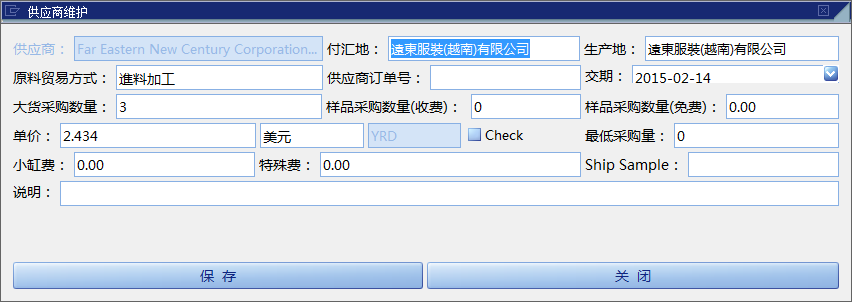 供应商维护
供应商： Far Eastern New Century Corporation... 付汇地： 遠東服裝(越南)有限公司 生产地： 遠東服裝(越南)有限公司
原料贸易方式： 進料加工 供应商订单号： 交期： 2015-02-14
大货采购数量： 3 样品采购数量(收费)： 0 样品采购数量(免费)： 0.00
单价： 2.434 美元 YRD Check 最低采购量： 0
小缸费： 0.00 特殊费： 0.00 Ship Sample：
说明：
保 存 关 闭